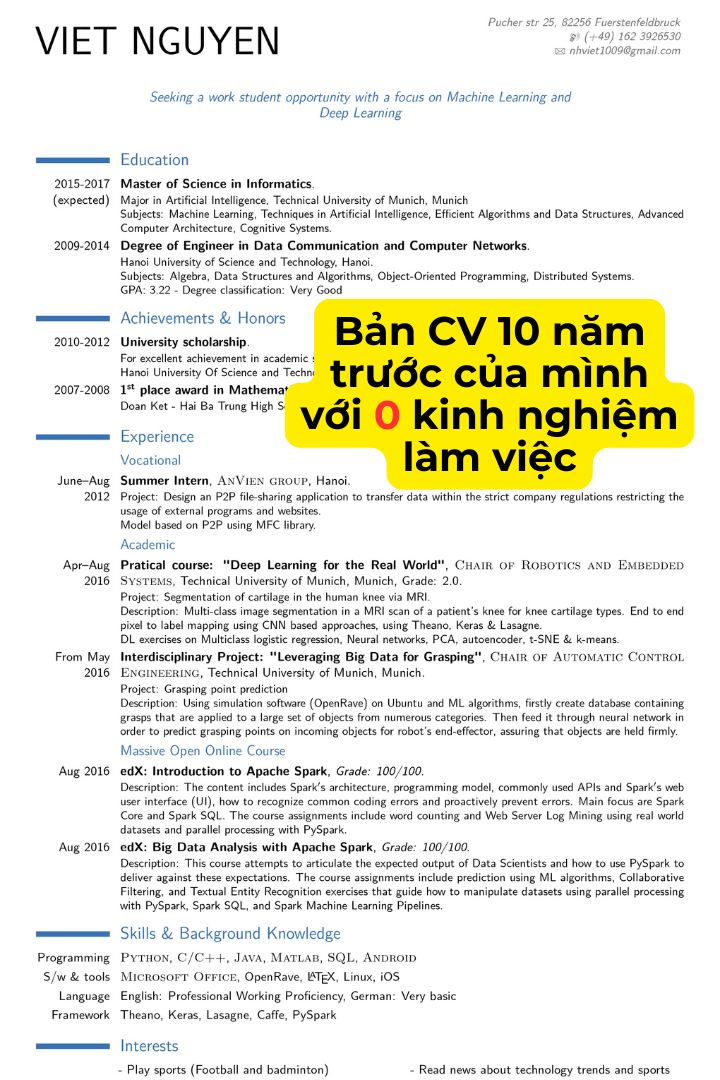 VIET NGUYEN
Pucher str 25, 82256 Fuerstenfeldbruck
(+49) 162 3926530
nhviet1009@gmail.com
Seeking a work student opportunity with a focus on Machine Learning and
Deep Learning
Education
2015-2017 Master of Science in Informatics.
(expected) Major in Artificial Intelligence, Technical University of Munich, Munich
Subjects: Machine Learning, Techniques in Artificial Intelligence, Efficient Algorithms and Data Structures, Advanced
Computer Architecture, Cognitive Systems.
2009-2014 Degree of Engineer in Data Communication and Computer Networks.
Hanoi University of Science and Technology, Hanoi.
Subjects: Algebra, Data Structures and Algorithms, Object-Oriented Programming, Distributed Systems.
GPA: 3.22 - Degree classification: Very Good
Achievements & Honors
2010-2012 University scholarship.
For excellent achievement in academic
Hanoi University Of Science and
2007-2008 1st place award in
Doan Ket - Hai Ba Trung High
Bản CV 10 năm
trước của mình
với 0 kinh nghiệm
làm việc
Experience
Vocational
June–Aug Summer Intern, ANVIEN GROUP, Hanoi.
2012 Project: Design an P2P file-sharing application to transfer data within the strict company regulations restricting the
usage of external programs and websites.
Model based on P2P using MFC library.
Academic
Apr–Aug Pratical course: "Deep Learning for the Real World", CHAIR OF ROBOTICS AND EMBEDDED
2016 SYSTEMS, Technical University of Munich, Munich, Grade: 2.0.
Project: Segmentation of cartilage in the human knee via MRI.
Description: Multi-class image segmentation in a MRI scan of a patient's knee for knee cartilage types. End to end
pixel to label mapping using CNN based approaches, using Theano, Keras & Lasagne.
DL exercises on Multiclass logistic regression, Neural networks, PCA, autoencoder, t-SNE & k-means.
From May Interdisciplinary Project: "Leveraging Big Data for Grasping", CHAIR OF AUTOMATIC CONTROL
2016 ENGINEERING, Technical University of Munich, Munich.
Project: Grasping point prediction
Description: Using simulation software (OpenRave) on Ubuntu and ML algorithms, firstly create database containing
grasps that are applied to a large set of objects from numerous categories. Then feed it through neural network in
order to predict grasping points on incoming objects for robot's end-effector, assuring that objects are held firmly.
Massive Open Online Course
Aug 2016 edX: Introduction to Apache Spark, Grade: 100/100.
Description: The content includes Spark's architecture, programming model, commonly used APIs and Spark's web
user interface (UI), how to recognize common coding errors and proactively prevent errors. Main focus are Spark
Core and Spark SQL. The course assignments include word counting and Web Server Log Mining using real world
datasets and parallel processing with PySpark.
Aug 2016 edX: Big Data Analysis with Apache Spark, Grade: 100/100.
Description: This course attempts to articulate the expected output of Data Scientists and how to use PySpark to
deliver against these expectations. The course assignments include prediction using ML algorithms, Collaborative
Filtering, and Textual Entity Recognition exercises that guide how to manipulate datasets using parallel processing
with PySpark, Spark SQL, and Spark Machine Learning Pipelines.
Skills & Background Knowledge
Programming PYTHON, C/C++, JAVA, MATLAB, SQL, ANDROID
S/w & tools MICROSOFT OFFICE, OpenRave, LATEX, Linux, iOS
Language English: Professional Working Proficiency, German: Very basic
Framework Theano, Keras, Lasagne, Caffe, PySpark
Interests
- Play sports (Football and badminton) - Read news about technology trends and sports